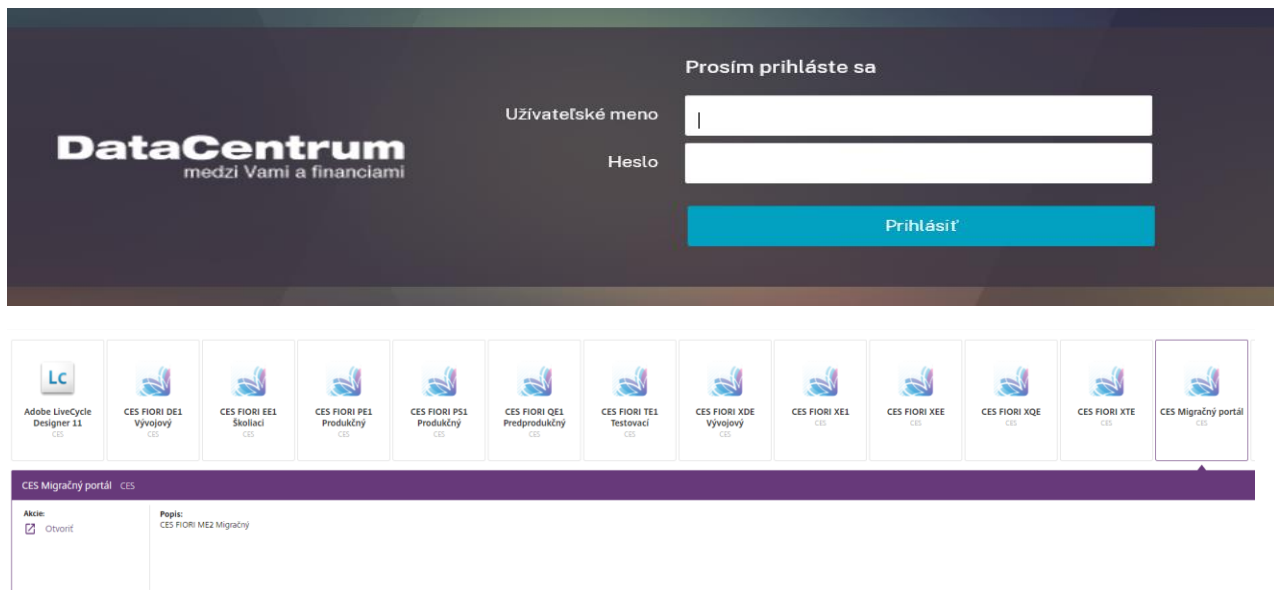 Prosím prihláste sa
Užívateľské meno
DataCentrum
medzi Vami a financiami
Heslo
Prihlásiť
Lc
Adobe LiveCycle
Designer 11
CES
CES FIORI DE1
Vývojový
CES
CES FIORI EE1
Školiaci
CES
CES FIORI PE1
Produkčný
CES
CES FIORI PS1
Produkčný
CES
CES FIORI QE1
Predprodukčný
CES
CES FIORI TE1
Testovací
CES
CES FIORI XDE
Vývojový
CES
CES FIORI XE1
CES
CES FIORI XEE
CES
CES FIORI XQE
CES
CES FIORI XTE
CES
CES Migračný portál
CES
CES Migračný portál CES
Akcie:
Otvoriť
Popis:
CES FIORI ME2 Migračný